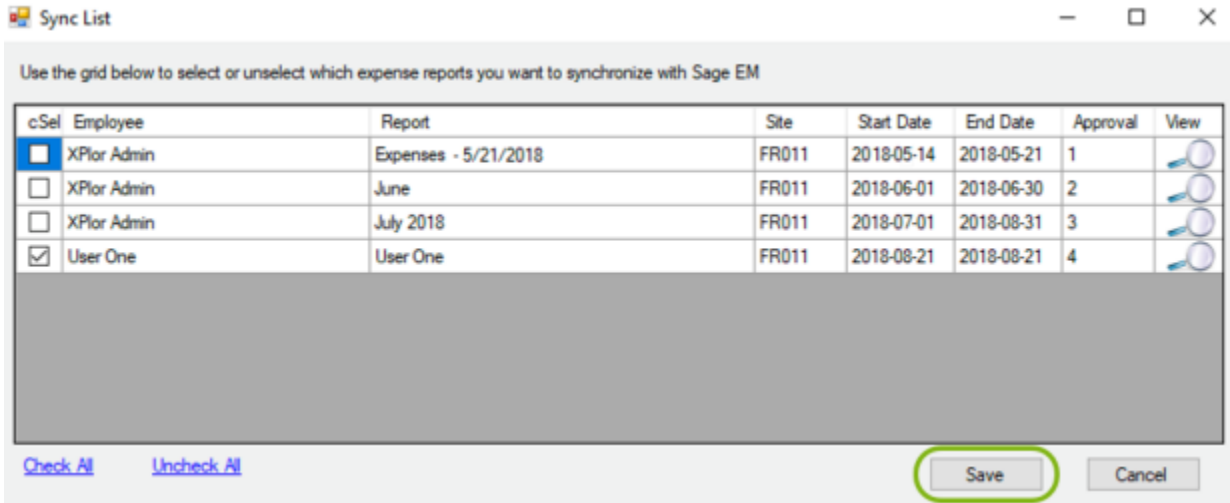 Sync List
Use the grid below to select or unselect which expense reports you want to synchronize with Sage EM
cSel Employee Report Site Start Date End Date Approval View
XPlor Admin Expenses - 5/21/2018 FR011 2018-05-14 2018-05-21 1
XPlor Admin June FR011 2018-06-01 2018-06-30 2
XPlor Admin July 2018 FR011 2018-07-01 2018-08-31 3
User One User One FR011 2018-08-21 2018-08-21 4
Check All Uncheck All Save Cancel